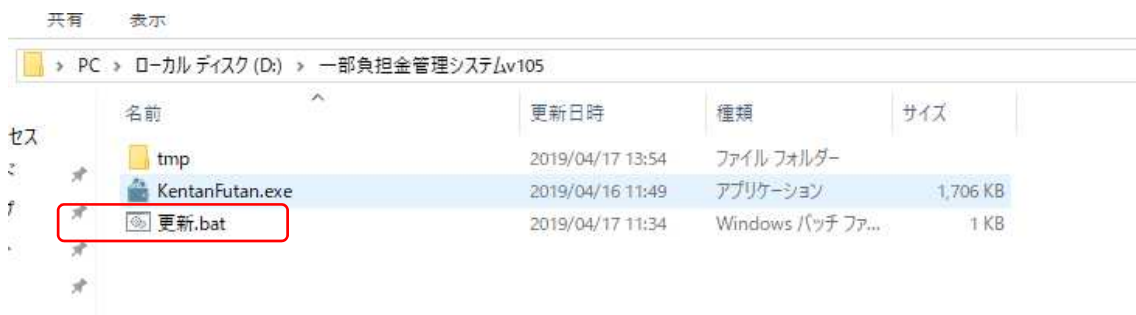 共有 表示
PC › ローカル ディスク (D:) › 一部負担金管理システムv105
名前 更新日時 種類 サイズ
セス
tmp 2019/04/17 13:54 ファイル フォルダー
KentanFutan.exe 2019/04/16 11:49 アプリケーション 1,706 KB
更新.bat 2019/04/17 11:34 Windows バッチ ファ... 1 KB